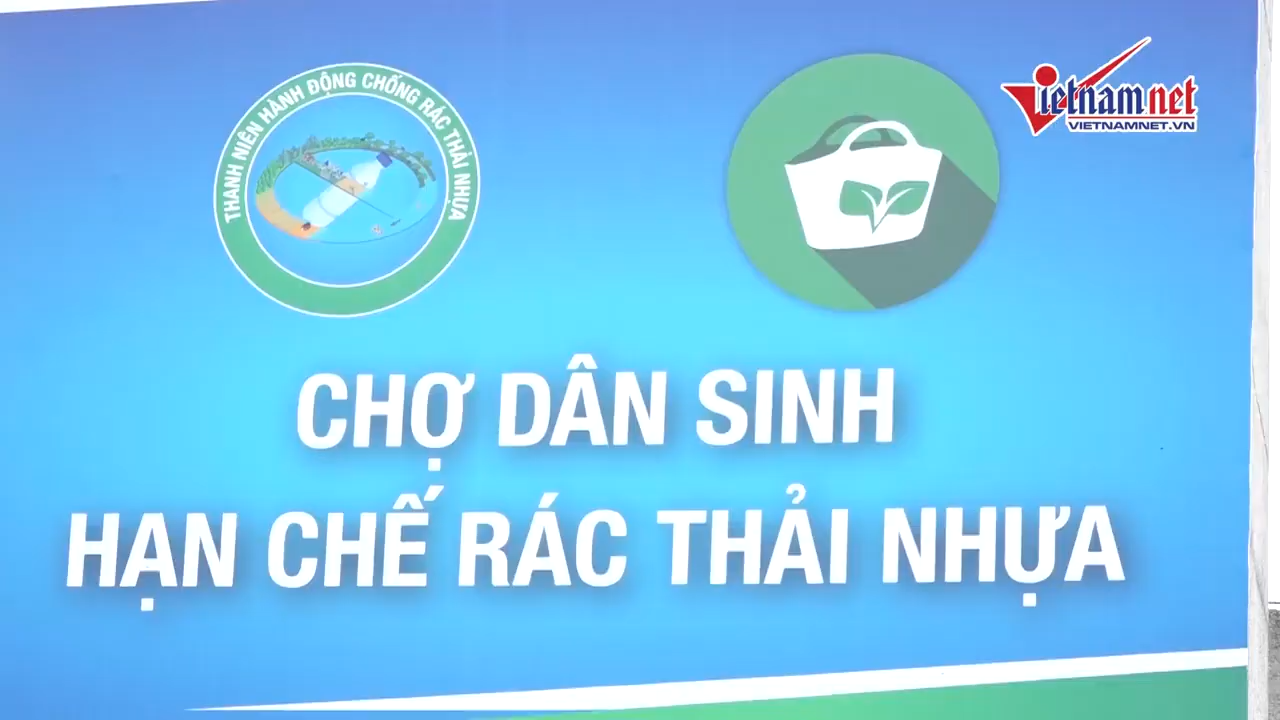 THANH NIÊN HÀNH ĐỘNG CHỐNG RÁC THẢI NHỰA
Vietnamnet
VIETNAMNET.VN
CHỢ DÂN SINH
HẠN CHẾ RÁC THẢI NHỰA